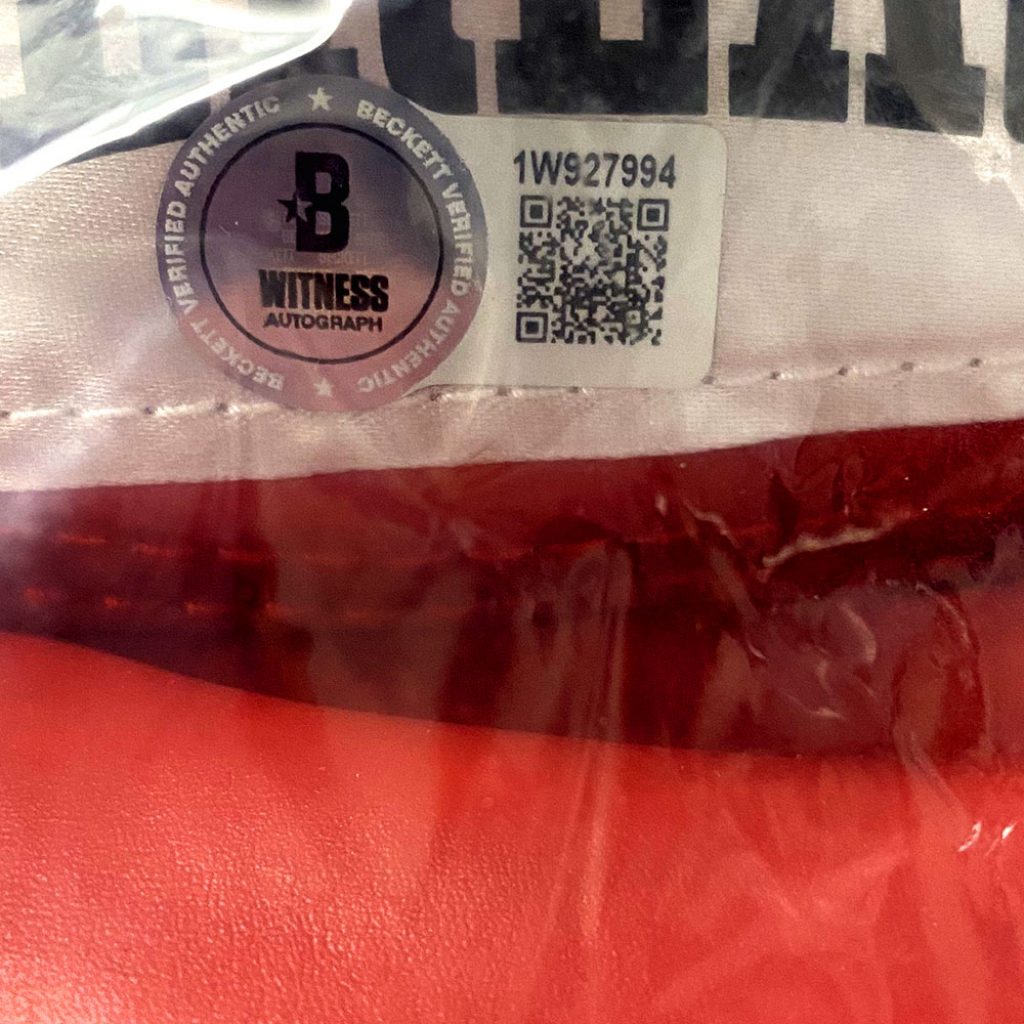 BECKETT VERIFIED AUTHENTIC
BECKETT VERIFIED AUTHENTIC
B
WITNESS
AUTOGRAPH
1W927994